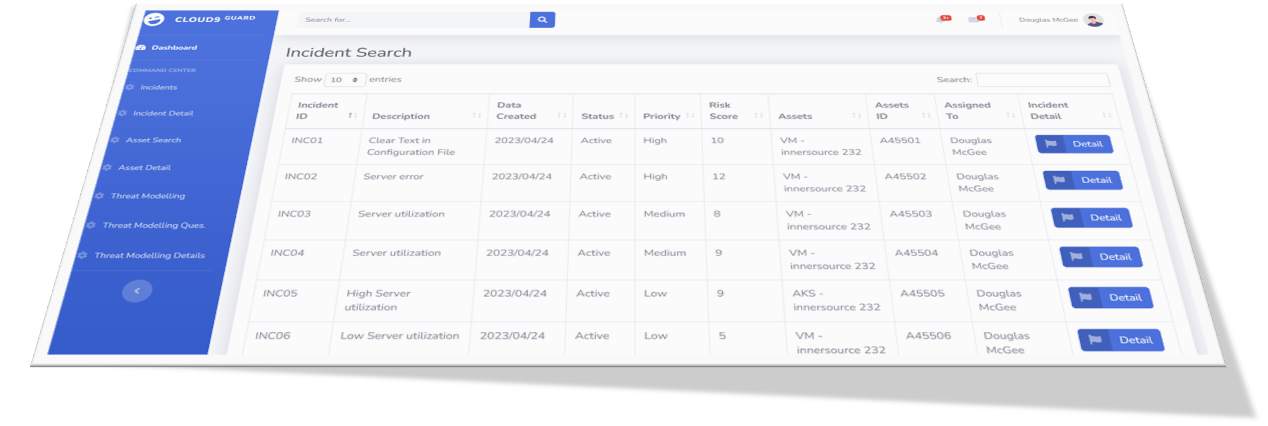 CLOUD9 GUARD
Search for...
Douglas McGee
Dashboard
COMMAND CENTER
Incidents
Incident Detail
Asset Search
Asset Detail
Threat Modelling
Threat Modelling Ques.
Threat Modelling Details
Incident Search
Show 10 entries
Search:
Incident ID Description Data Created Status Priority Risk Score Assets Assets ID Assigned To Incident Detail
INC01 Clear Text in Configuration File 2023/04/24 Active High 10 VM - innersource 232 A45501 Douglas McGee Detail
INC02 Server error 2023/04/24 Active High 12 VM - innersource 232 A45502 Douglas McGee Detail
INC03 Server utilization 2023/04/24 Active Medium 8 VM - innersource 232 A45503 Douglas McGee Detail
INC04 Server utilization 2023/04/24 Active Medium 9 VM - innersource 232 A45504 Douglas McGee Detail
INC05 High Server utilization 2023/04/24 Active Low 9 AKS - innersource 232 A45505 Douglas McGee Detail
INC06 Low Server utilization 2023/04/24 Active Low 5 VM - innersource 232 A45506 Douglas McGee Detail